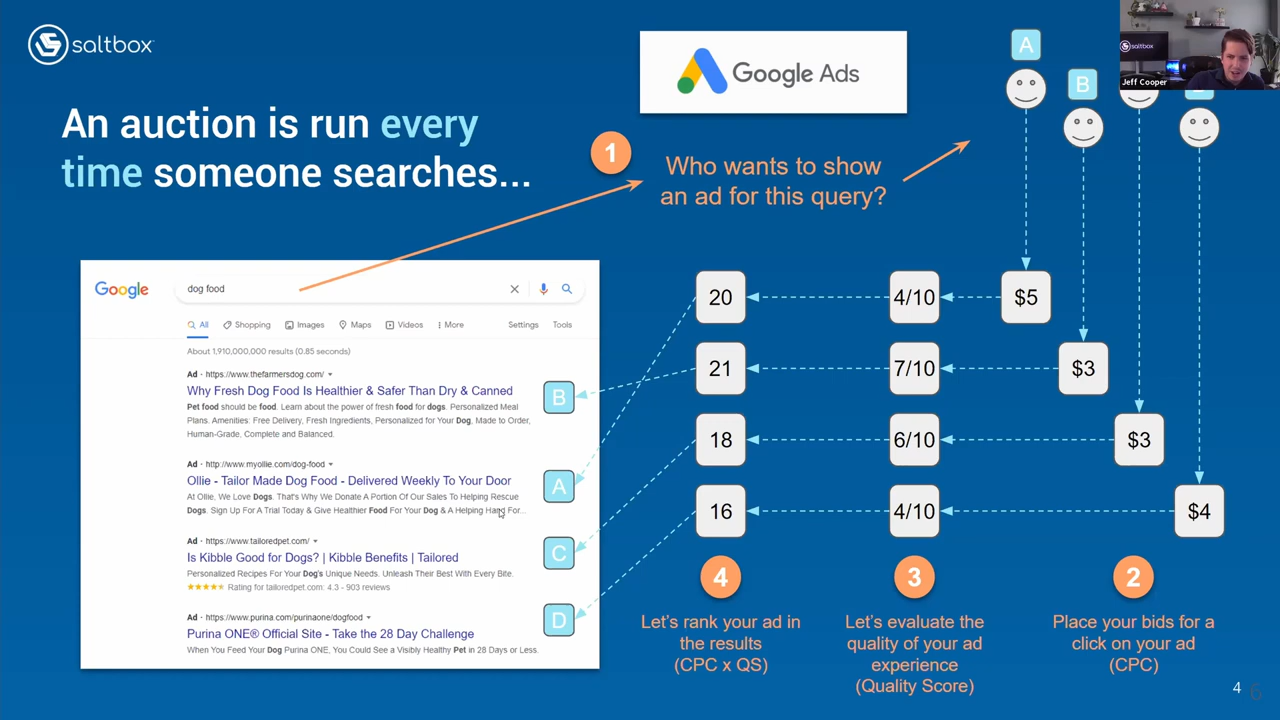 saltbox
An auction is run every
time someone searches...
Google Ads
1
Who wants to show
an ad for this query?
A
B
saltbox
Jeff Cooper
Google
dog food
All
Shopping
Images
Maps
Videos
More
Settings
Tools
About 1,910,000,000 results (0.85 seconds)
Ad · https://www.thefarmersdog.com/
Why Fresh Dog Food Is Healthier & Safer Than Dry & Canned
Pet food should be food. Learn about the power of fresh food for dogs. Personalized Meal
Plans. Amenities: Free Delivery, Fresh Ingredients, Personalized for Your Dog, Made to Order,
Human-Grade, Complete and Balanced.
B
Ad · http://www.myollie.com/dog-food
Ollie - Tailor Made Dog Food - Delivered Weekly To Your Door
At Ollie, We Love Dogs. That's Why We Donate A Portion Of Our Sales To Helping Rescue
Dogs. Sign Up For A Trial Today & Give Healthier Food For Your Dog & A Helping Hand For...
A
Ad · https://www.tailoredpet.com/
Is Kibble Good for Dogs? | Kibble Benefits | Tailored
Personalized Recipes For Your Dog's Unique Needs. Unleash Their Best With Every Bite.
Rating for tailoredpet.com: 4.3 - 903 reviews
C
Ad · https://www.purina.com/purinaone/dogfood
Purina ONE® Official Site - Take the 28 Day Challenge
When You Feed Your Dog Purina ONE, You Could See a Visibly Healthy Pet in 28 Days or Less.
D
20
4/10
$5
21
7/10
$3
18
6/10
$3
16
4/10
$4
4
Let's rank your ad in
the results
(CPC x QS)
3
Let's evaluate the
quality of your ad
experience
(Quality Score)
2
Place your bids for a
click on your ad
(CPC)
4
6